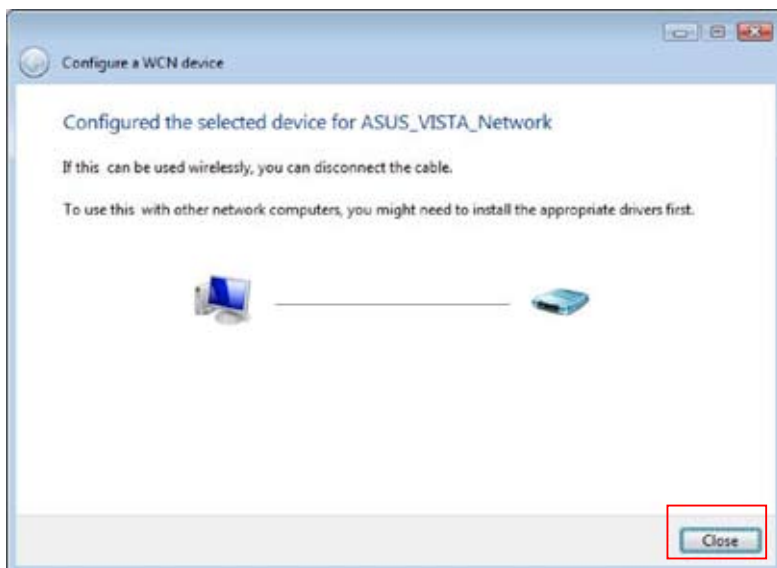 Configure a WCN device
Configured the selected device for ASUS_VISTA_Network
If this can be used wirelessly, you can disconnect the cable.
To use this with other network computers, you might need to install the appropriate drivers first.
Close